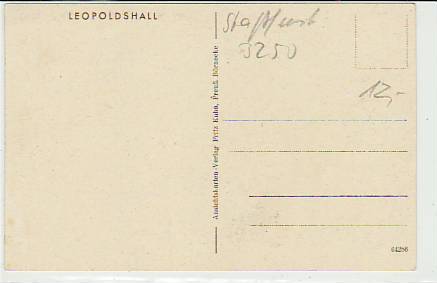 LEOPOLDSHALL
Staßfurt
3250
12,-
Ansichtskarten-Verlag Fritz Kuhn, Preuß. Börnecke
64286